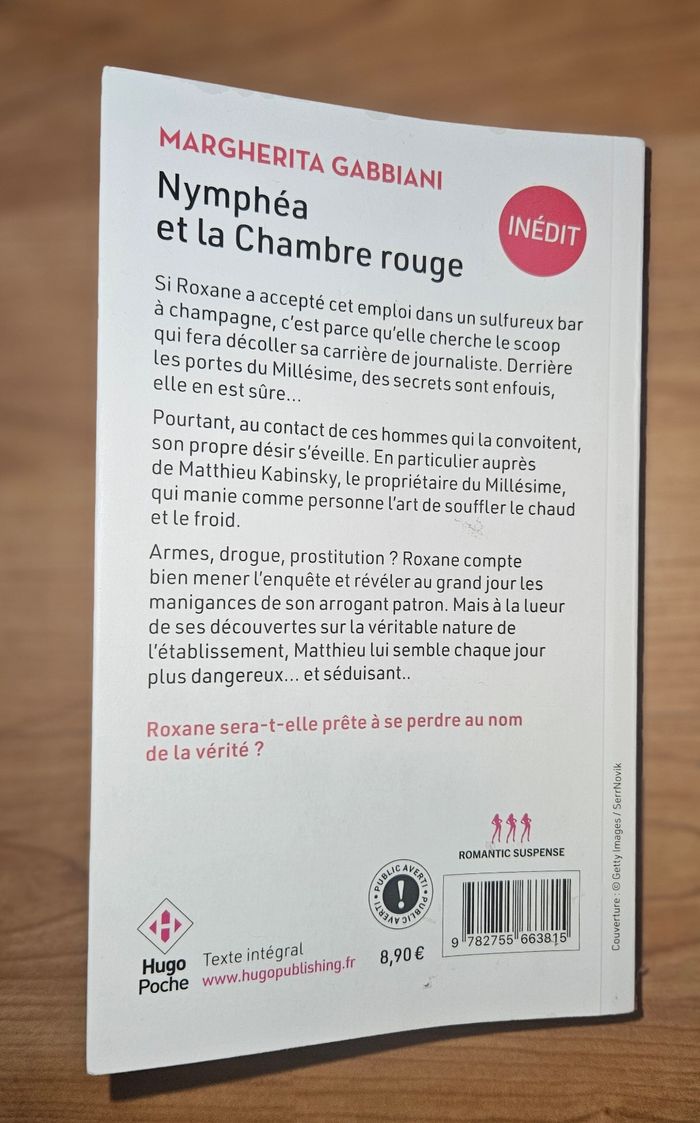 MARGHERITA GABBIANI
Nymphéa
et la Chambre rouge
INÉDIT
Si Roxane a accepté cet emploi dans un sulfureux bar
à champagne, c'est parce qu'elle cherche le scoop
qui fera décoller sa carrière de journaliste. Derrière
les portes du Millésime, des secrets sont enfouis,
elle en est sûre...
Pourtant, au contact de ces hommes qui la convoitent,
son propre désir s'éveille. En particulier auprès
de Matthieu Kabinsky, le propriétaire du Millésime,
qui manie comme personne l'art de souffler le chaud
et le froid.
Armes, drogue, prostitution ? Roxane compte
bien mener l'enquête et révéler au grand jour les
manigances de son arrogant patron. Mais à la lueur
de ses découvertes sur la véritable nature de
l'établissement, Matthieu lui semble chaque jour
plus dangereux... et séduisant..
Roxane sera-t-elle prête à se perdre au nom
de la vérité ?
ROMANTIC SUSPENSE
• PUBLIC AVERTI • PUBLIC AVERTI
!
9 782755 663815
8,90 €
Hugo
Poche
Texte intégral
www.hugopublishing.fr
Couverture : © Getty Images / SerrNovik